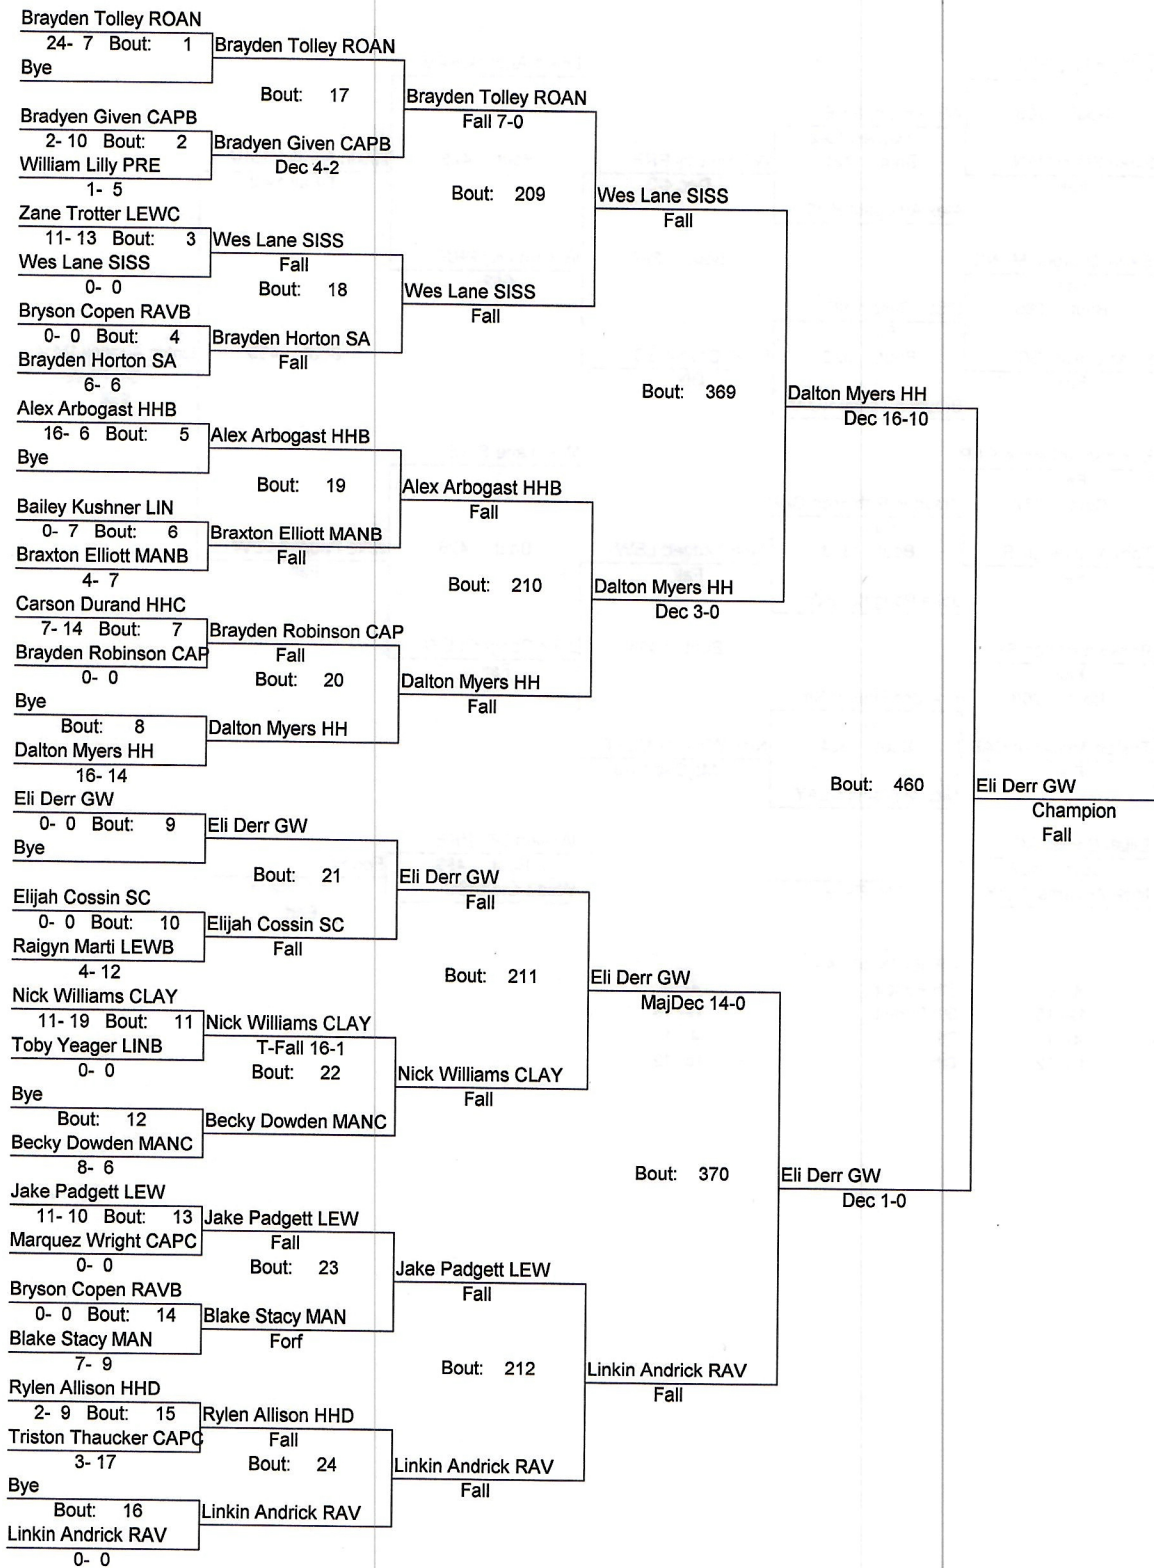 Brayden Tolley ROAN
24- 7 Bout: 1
Bye
Bradyen Given CAPB
2- 10 Bout: 2
William Lilly PRE
1- 5
Zane Trotter LEWC
11- 13 Bout: 3
Wes Lane SISS
0- 0
Bryson Copen RAVB
0- 0 Bout: 4
Brayden Horton SA
6- 6
Alex Arbogast HHB
16- 6 Bout: 5
Bye
Bailey Kushner LIN
0- 7 Bout: 6
Braxton Elliott MANB
4- 7
Carson Durand HHC
7- 14 Bout: 7
Brayden Robinson CAP
0- 0
Bye
Bout: 8
Dalton Myers HH
16- 14
Eli Derr GW
0- 0 Bout: 9
Bye
Elijah Cossin SC
0- 0 Bout: 10
Raigyn Marti LEWB
4- 12
Nick Williams CLAY
11- 19 Bout: 11
Toby Yeager LINB
0- 0
Bye
Bout: 12
Becky Dowden MANC
8- 6
Jake Padgett LEW
11- 10 Bout: 13
Marquez Wright CAPC
0- 0
Bryson Copen RAVB
0- 0 Bout: 14
Blake Stacy MAN
7- 9
Rylen Allison HHD
2- 9 Bout: 15
Triston Thaucker CAPC
3- 17
Bye
Bout: 16
Linkin Andrick RAV
0- 0
Brayden Tolley ROAN
Bout: 17
Bradyen Given CAPB
Dec 4-2
Wes Lane SISS
Fall
Bout: 18
Brayden Horton SA
Fall
Alex Arbogast HHB
Bout: 19
Braxton Elliott MANB
Fall
Brayden Robinson CAP
Fall
Bout: 20
Dalton Myers HH
Eli Derr GW
Bout: 21
Elijah Cossin SC
Fall
Nick Williams CLAY
T-Fall 16-1
Bout: 22
Becky Dowden MANC
Jake Padgett LEW
Fall
Bout: 23
Blake Stacy MAN
Forf
Rylen Allison HHD
Fall
Bout: 24
Linkin Andrick RAV
Brayden Tolley ROAN
Fall 7-0
Bout: 209
Wes Lane SISS
Fall
Alex Arbogast HHB
Fall
Bout: 210
Dalton Myers HH
Fall
Eli Derr GW
Fall
Bout: 211
Nick Williams CLAY
Fall
Jake Padgett LEW
Fall
Bout: 212
Linkin Andrick RAV
Fall
Wes Lane SISS
Fall
Bout: 369
Dalton Myers HH
Dec 3-0
Eli Derr GW
MajDec 14-0
Bout: 370
Linkin Andrick RAV
Fall
Dalton Myers HH
Dec 16-10
Bout: 460
Eli Derr GW
Dec 1-0
Eli Derr GW
Champion
Fall